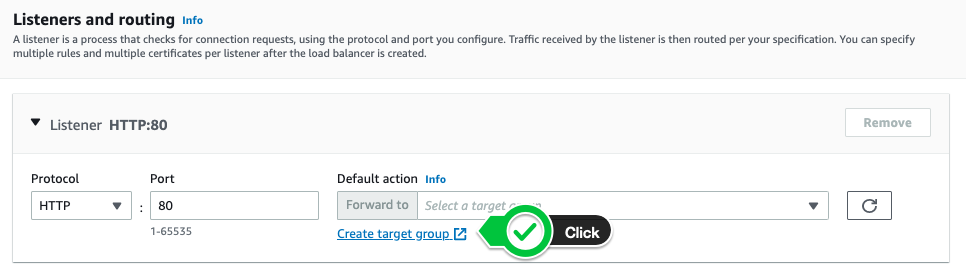 Listeners and routing Info
A listener is a process that checks for connection requests, using the protocol and port you configure. Traffic received by the listener is then routed per your specification. You can specify
multiple rules and multiple certificates per listener after the load balancer is created.
Listener HTTP:80
Remove
Protocol
Port
Default action Info
HTTP
:
80
Forward to
Select a target
1-65535
Create target group
Click